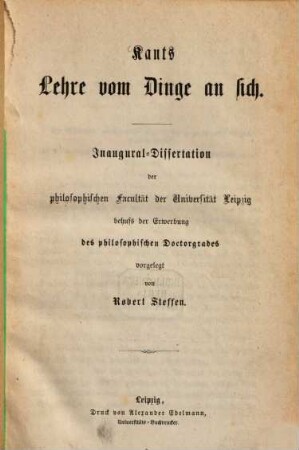 Kants
Lehre vom Dinge an sich.
Inaugural-Dissertation
der
philosophischen Facultät der Universität Leipzig
behufs der Erwerbung
des philosophischen Doctorgrades
vorgelegt
von
Robert Steffen.
Leipzig,
Druck von Alexander Edelmann,
Universitäts-Buchdrucker.